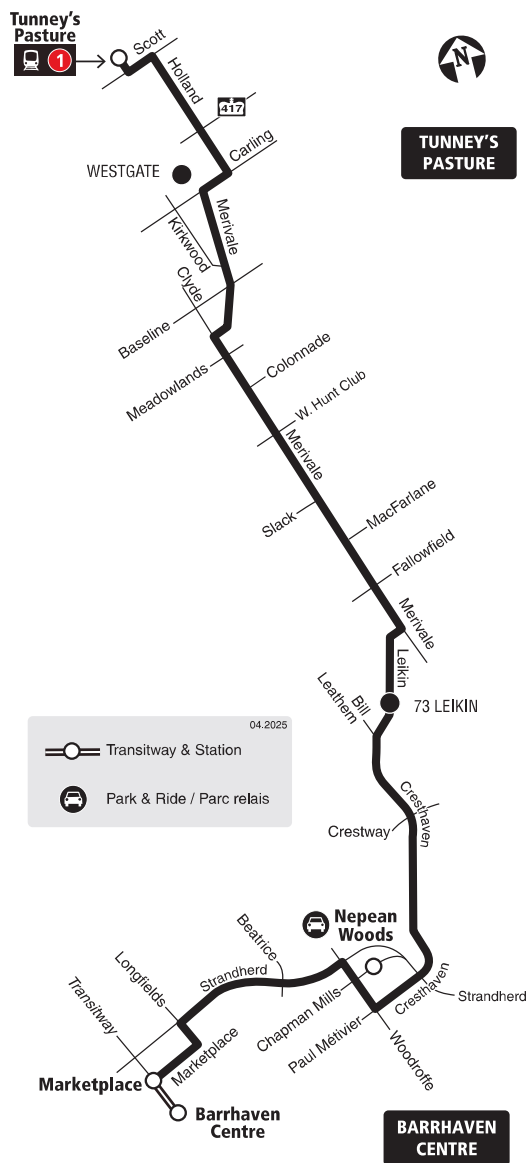 Tunney's
Pasture
1
Scott
N
Holland
417
TUNNEY'S
PASTURE
Carling
WESTGATE
Merivale
Kirkwood
Clyde
Baseline
Meadowlands
Colonnade
W. Hunt Club
Merivale
Slack
MacFarlane
Fallowfield
Merivale
Leikin
73 LEIKIN
Bill
Leathem
04.2025
Transitway & Station
Park & Ride / Parc relais
Cresthaven
Crestway
Nepean
Woods
Beatrice
Longfields
Strandherd
Transitway
Chapman Mills
Cresthaven
Strandherd
Paul Métivier
Woodroffe
Marketplace
Marketplace
Barrhaven
Centre
BARRHAVEN
CENTRE